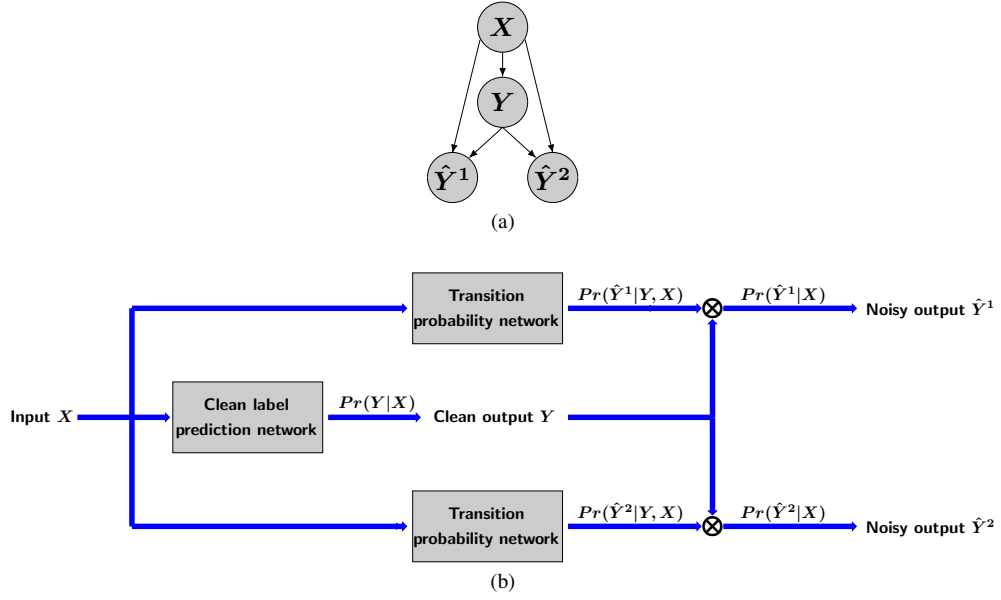 X
Y
Ŷ¹ Ŷ²
(a)
Transition
probability network
Pr(Ŷ¹|Y, X)
Pr(Ŷ¹|X)
Noisy output Ŷ¹
Input X
Clean label
prediction network
Pr(Y|X)
Clean output Y
Transition
probability network
Pr(Ŷ²|Y, X)
Pr(Ŷ²|X)
Noisy output Ŷ²
(b)